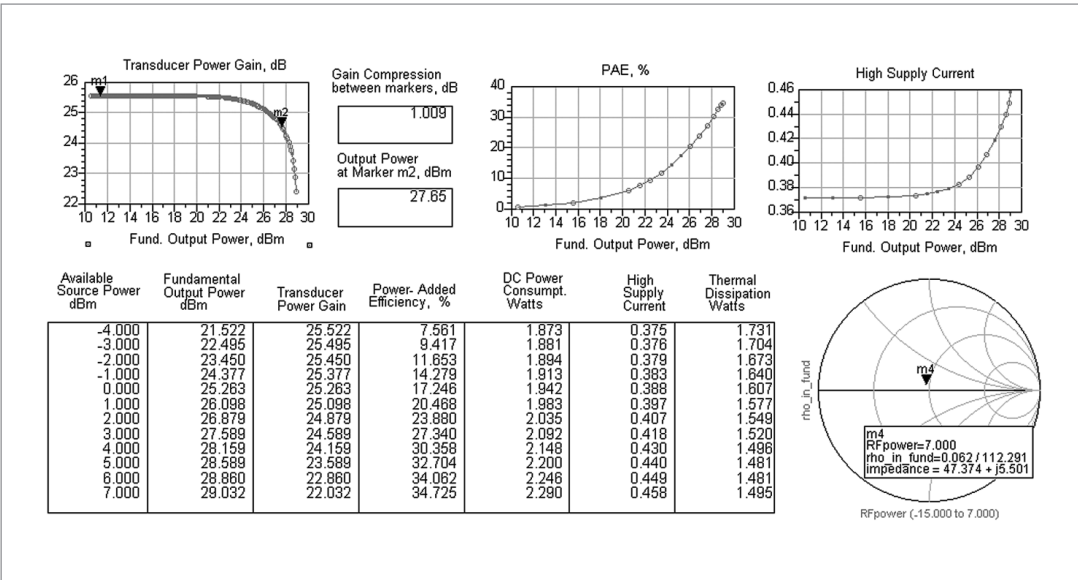 Transducer Power Gain, dB
26
25
24
23
22
m1
m2
10 12 14 16 18 20 22 24 26 28 30
Fund. Output Power, dBm
Gain Compression
between markers, dB
1.009
Output Power
at Marker m2, dBm
27.65
PAE, %
40
30
20
10
0
10 12 14 16 18 20 22 24 26 28 30
Fund. Output Power, dBm
High Supply Current
0.46
0.44
0.42
0.40
0.38
0.36
10 12 14 16 18 20 22 24 26 28 30
Fund. Output Power, dBm
Available
Source Power
dBm
Fundamental
Output Power
dBm
Transducer
Power Gain
Power- Added
Efficiency, %
DC Power
Consumpt.
Watts
High
Supply
Current
Thermal
Dissipation
Watts
-4.000 21.522 25.522 7.561 1.873 0.375 1.731
-3.000 22.495 25.495 9.417 1.881 0.376 1.704
-2.000 23.450 25.450 11.653 1.894 0.379 1.673
-1.000 24.377 25.377 14.279 1.913 0.383 1.640
0.000 25.263 25.263 17.246 1.942 0.388 1.607
1.000 26.098 25.098 20.468 1.983 0.397 1.577
2.000 26.879 24.879 23.880 2.035 0.407 1.549
3.000 27.589 24.589 27.340 2.092 0.418 1.520
4.000 28.159 24.159 30.358 2.148 0.430 1.496
5.000 28.589 23.589 32.704 2.200 0.440 1.481
6.000 28.860 22.860 34.062 2.246 0.449 1.481
7.000 29.032 22.032 34.725 2.290 0.458 1.495
rho_in_fund
m4
m4
RFpower=7.000
rho_in_fund=0.062 / 112.291
impedance = 47.374 + j5.501
RFpower (-15.000 to 7.000)